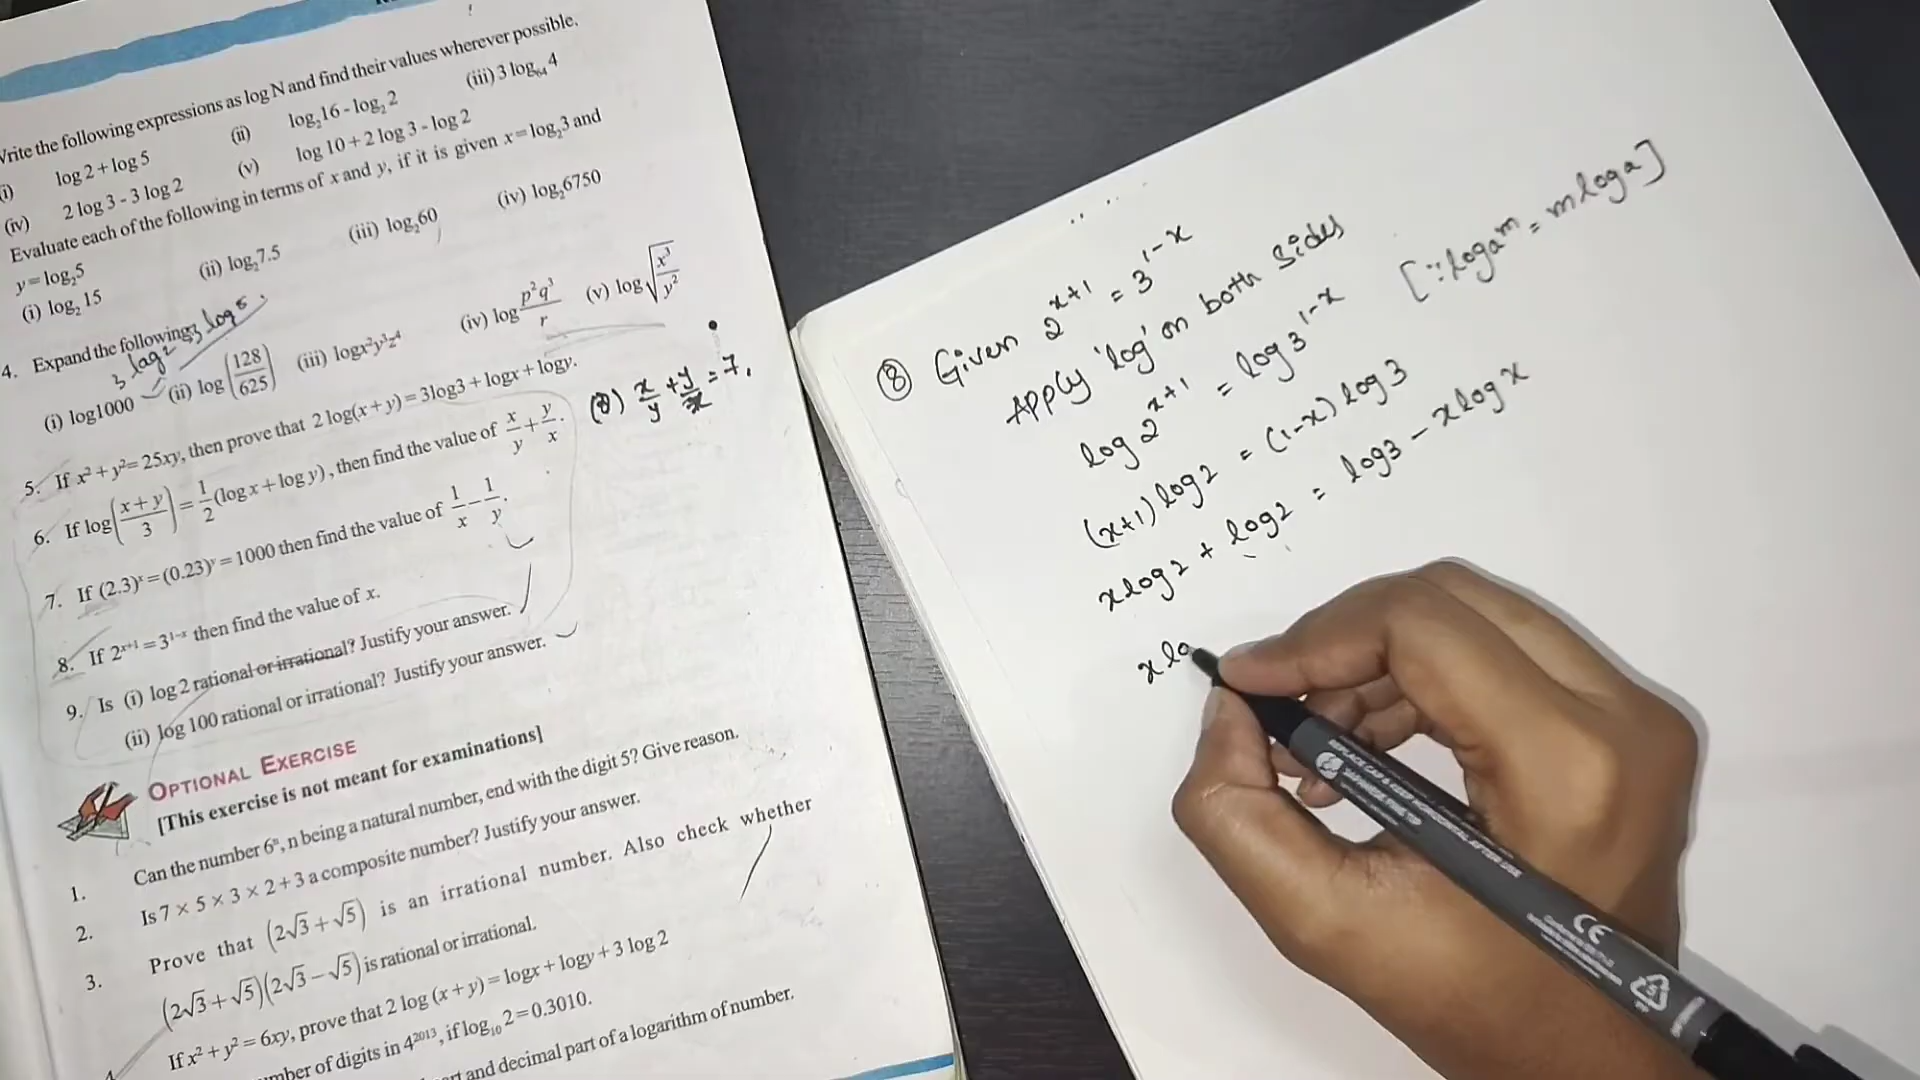 Write the following expressions as log N and find their values wherever possible.
(i) log 2 + log 5 (ii) log₂16 - log₂ 2 (iii) 3 log₆₄ 4
(iv) 2 log 3 - 3 log 2 (v) log 10 + 2 log 3 - log 2
Evaluate each of the following in terms of x and y, if it is given x = log₂3 and
y = log₂5
(i) log₂ 15 (ii) log₂7.5 (iii) log₂60 (iv) log₂6750
4. Expand the following
3 log2 3 log5
(i) log1000 (ii) log(128/625) (iii) logx²y³z⁴ (iv) log p²q³/r (v) log√(x³/y²)
5. If x² + y² = 25xy, then prove that 2 log(x + y) = 3log3 + logx + logy.
6. If log((x + y)/3) = 1/2(log x + log y), then find the value of x/y + y/x.
x/y + y/x = 7.
7. If (2.3)ˣ = (0.23)ʸ = 1000 then find the value of 1/x - 1/y.
8. If 2ˣ⁺¹ = 3¹⁻ˣ then find the value of x.
9. Is (i) log 2 rational or irrational? Justify your answer.
(ii) log 100 rational or irrational? Justify your answer.
OPTIONAL EXERCISE
[This exercise is not meant for examinations]
1. Can the number 6ⁿ, n being a natural number, end with the digit 5? Give reason.
2. Is 7 × 5 × 3 × 2 + 3 a composite number? Justify your answer.
3. Prove that (2√3 + √5) is an irrational number. Also check whether
(2√3 + √5)(2√3 - √5) is rational or irrational.
If x² + y² = 6xy, prove that 2 log (x + y) = logx + logy + 3 log 2
number of digits in 4²⁰¹³, if log₁₀ 2 = 0.3010.
and decimal part of a logarithm of number.
⑧ Given 2ˣ⁺¹ = 3¹⁻ˣ
Apply 'log' on both sides
log 2ˣ⁺¹ = log 3¹⁻ˣ [∵ log aᵐ = m log a]
(x+1) log 2 = (1-x) log 3
x log 2 + log 2 = log 3 - x log x
x lo
REPLACE CAP & KEEP HORIZONTAL AFTER USE
CE